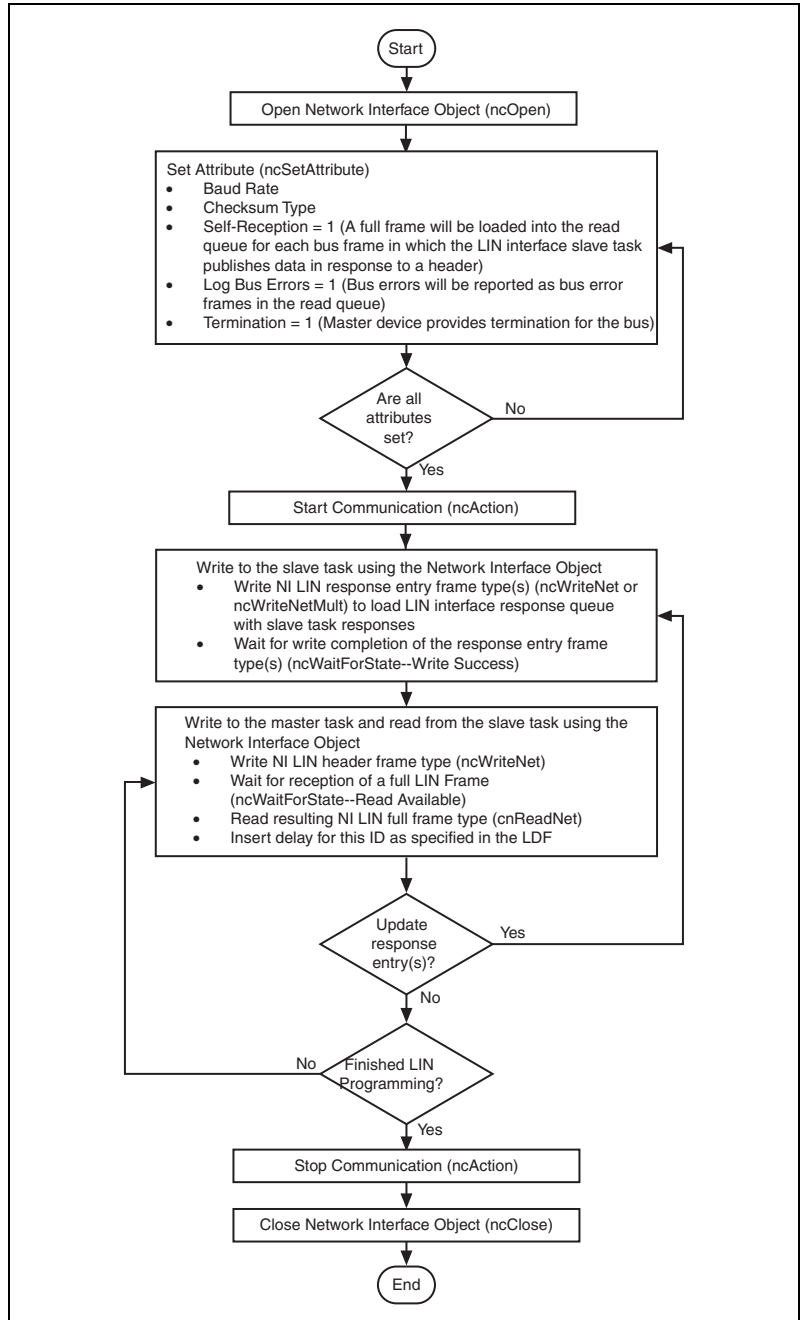 Start
Open Network Interface Object (ncOpen)
Set Attribute (ncSetAttribute)
• Baud Rate
• Checksum Type
• Self-Reception = 1 (A full frame will be loaded into the read
queue for each bus frame in which the LIN interface slave task
publishes data in response to a header)
• Log Bus Errors = 1 (Bus errors will be reported as bus error
frames in the read queue)
• Termination = 1 (Master device provides termination for the bus)
Are all
attributes
set?
No
Yes
Start Communication (ncAction)
Write to the slave task using the Network Interface Object
• Write NI LIN response entry frame type(s) (ncWriteNet or
ncWriteNetMult) to load LIN interface response queue
with slave task responses
• Wait for write completion of the response entry frame
type(s) (ncWaitForState--Write Success)
Write to the master task and read from the slave task using the
Network Interface Object
• Write NI LIN header frame type (ncWriteNet)
• Wait for reception of a full LIN Frame
(ncWaitForState--Read Available)
• Read resulting NI LIN full frame type (cnReadNet)
• Insert delay for this ID as specified in the LDF
Update
response
entry(s)?
Yes
No
No
Finished LIN
Programming?
Yes
Stop Communication (ncAction)
Close Network Interface Object (ncClose)
End